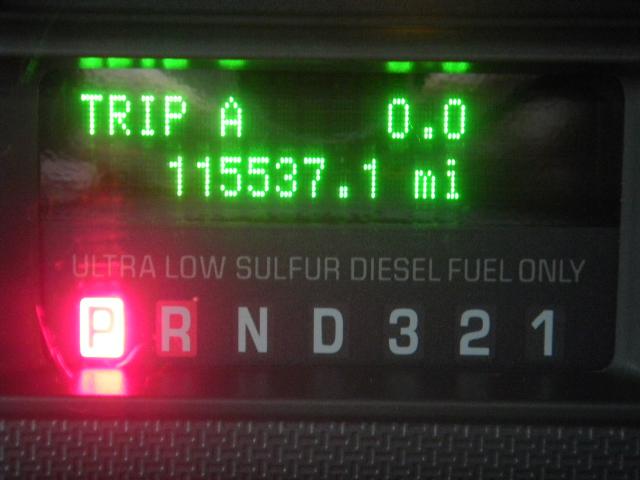 TRIP A 0.0
115537.1 mi
ULTRA LOW SULFUR DIESEL FUEL ONLY
P R N D 3 2 1